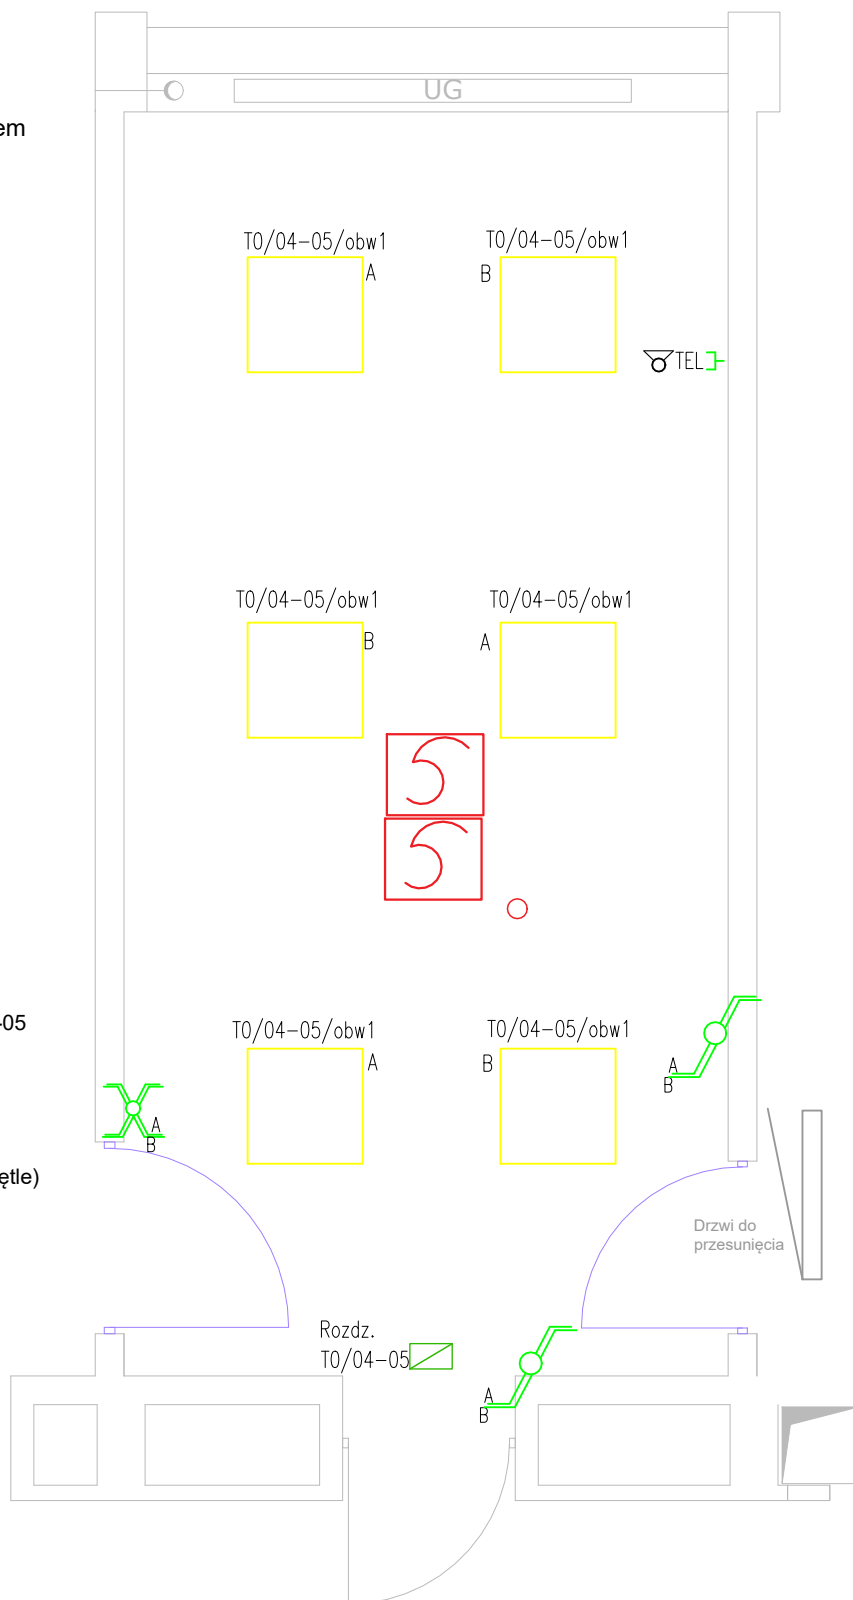 UG
em
T0/04-05/obw1
T0/04-05/obw1
A
B
TEL
T0/04-05/obw1
T0/04-05/obw1
B
A
-05
T0/04-05/obw1
T0/04-05/obw1
A
B
A
B
A
B
ętle)
Drzwi do
przesunięcia
Rozdz.
T0/04-05
A
B